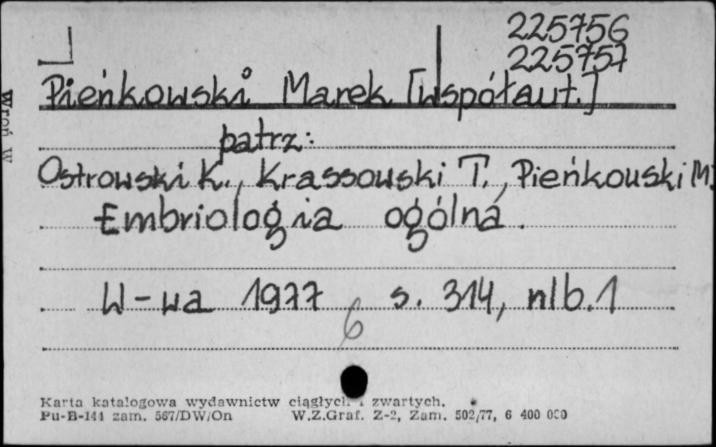 225756
225757
Pieńkowski Marek [współaut.]
patrz:
Ostrowski K., Krassowski T., Pieńkowski M.
Embriologia ogólna.
W-wa 1977 s. 314, nlb. 1
6
Karta katalogowa wydawnictw ciągłych i zwartych.
Pu-B-141 zam. 567/DW/On W.Z.Graf. Z-2, Zam. 502/77, 6 400 000